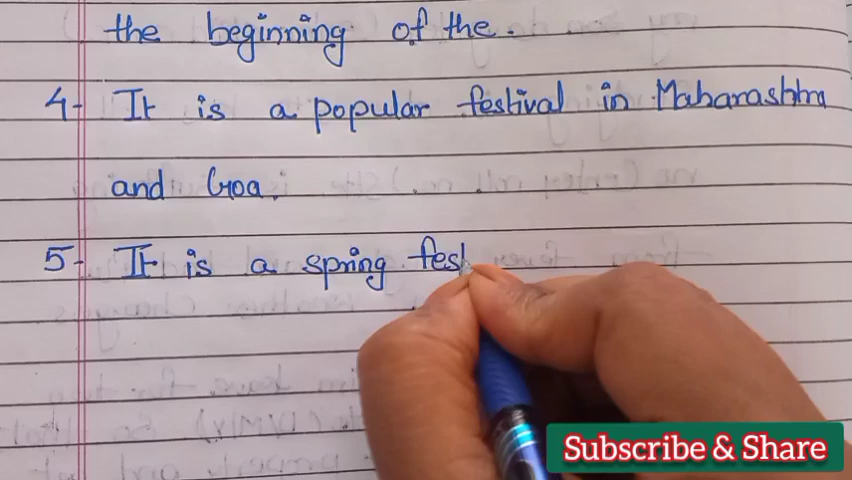 the beginning of the.
4- It is a popular festival in Maharashtra
and Goa.
5- It is a spring fest
Subscribe & Share